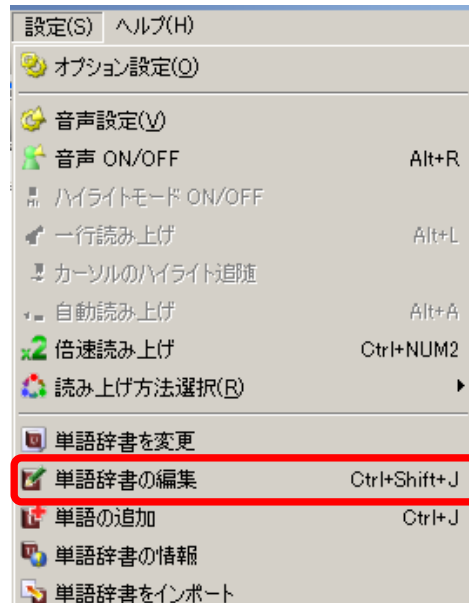 設定(S) ヘルプ(H)
オプション設定(O)
音声設定(V)
音声 ON/OFF Alt+R
ハイライトモード ON/OFF
一行読み上げ Alt+L
カーソルのハイライト追随
自動読み上げ Alt+A
x2 倍速読み上げ Ctrl+NUM2
読み上げ方法選択(R)
単語辞書を変更
単語辞書の編集 Ctrl+Shift+J
単語の追加 Ctrl+J
単語辞書の情報
単語辞書をインポート